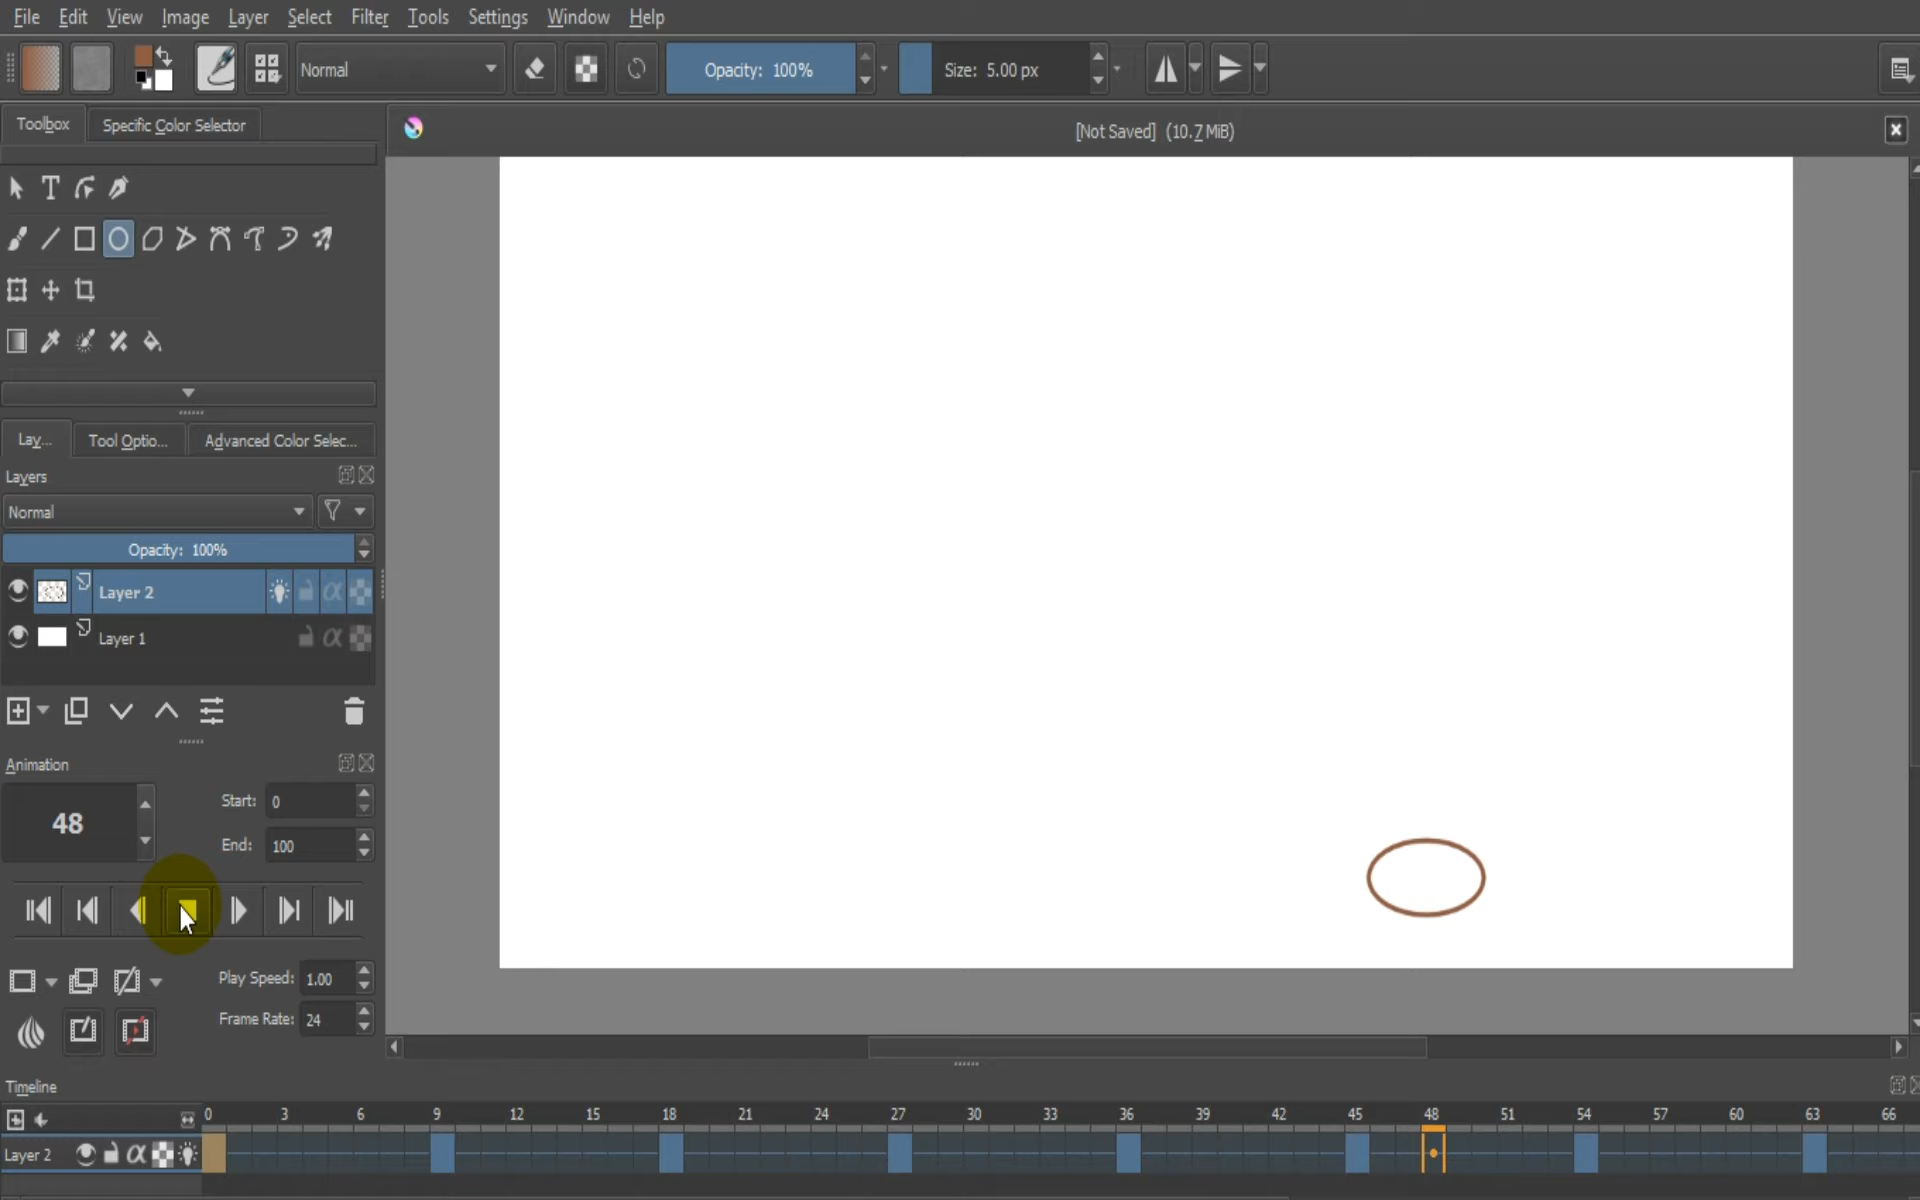 File Edit View Image Layer Select Filter Tools Settings Window Help
Normal Opacity: 100% Size: 5.00 px
Toolbox Specific Color Selector
[Not Saved] (10.7 MiB)
T
Lay... Tool Optio... Advanced Color Selec...
Layers
Normal
Opacity: 100%
Layer 2 α
Layer 1 α
Animation
48
Start: 0
End: 100
Play Speed: 1.00
Frame Rate: 24
Timeline
0 3 6 9 12 15 18 21 24 27 30 33 36 39 42 45 48 51 54 57 60 63 66
Layer 2 α